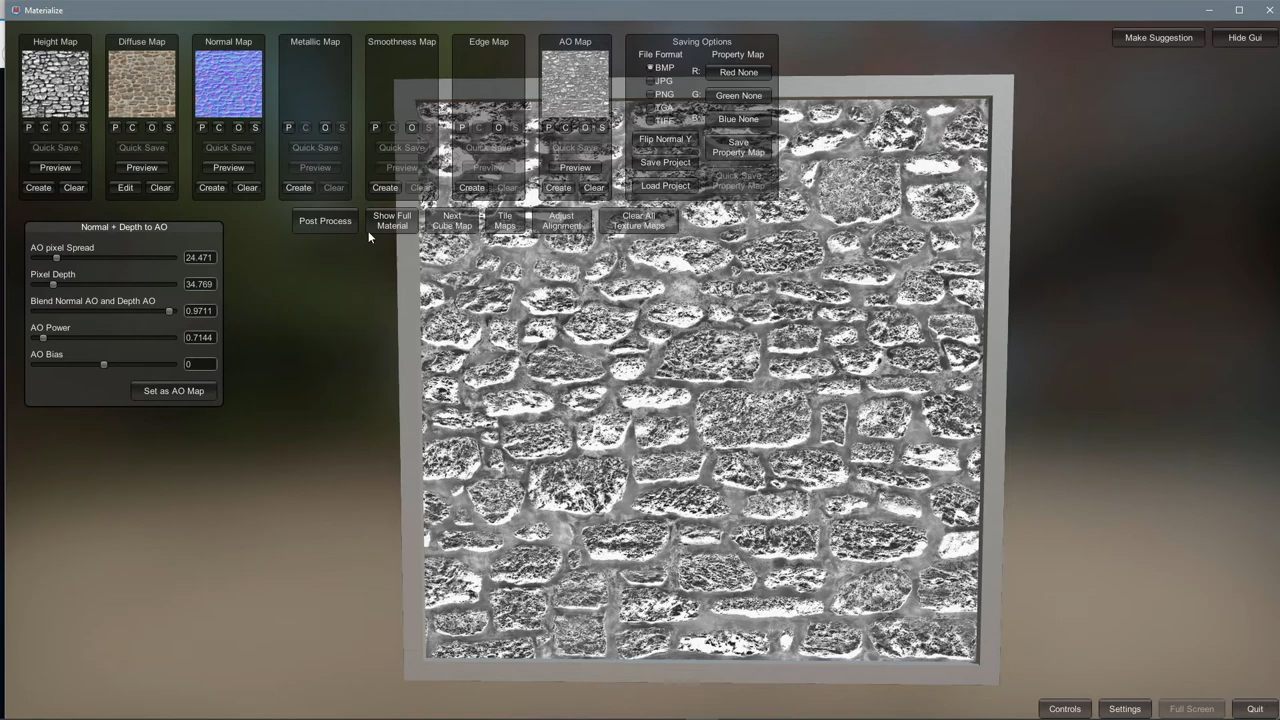 Materialize
Height Map
Diffuse Map
Normal Map
Metallic Map
Smoothness Map
Edge Map
AO Map
Saving Options
Make Suggestion
Hide Gui
File Format
Property Map
BMP
JPG
PNG
TGA
TIFF
R:
Red None
G:
Green None
B:
Blue None
P C O S
P C O S
P C O S
P C O S
P C O S
P C O S
P C O S
Quick Save
Quick Save
Quick Save
Quick Save
Quick Save
Quick Save
Quick Save
Flip Normal Y
Save
Property Map
Preview
Preview
Preview
Preview
Preview
Preview
Preview
Save Project
Create Clear
Edit Clear
Create Clear
Create Clear
Create Clear
Create Clear
Create Clear
Load Project
Quick Save
Property Map
Post Process
Show Full
Material
Next
Cube Map
Tile
Maps
Adjust
Alignment
Clear All
Texture Maps
Normal + Depth to AO
AO pixel Spread
24.471
Pixel Depth
34.769
Blend Normal AO and Depth AO
0.9711
AO Power
0.7144
AO Bias
0
Set as AO Map
Controls
Settings
Full Screen
Quit